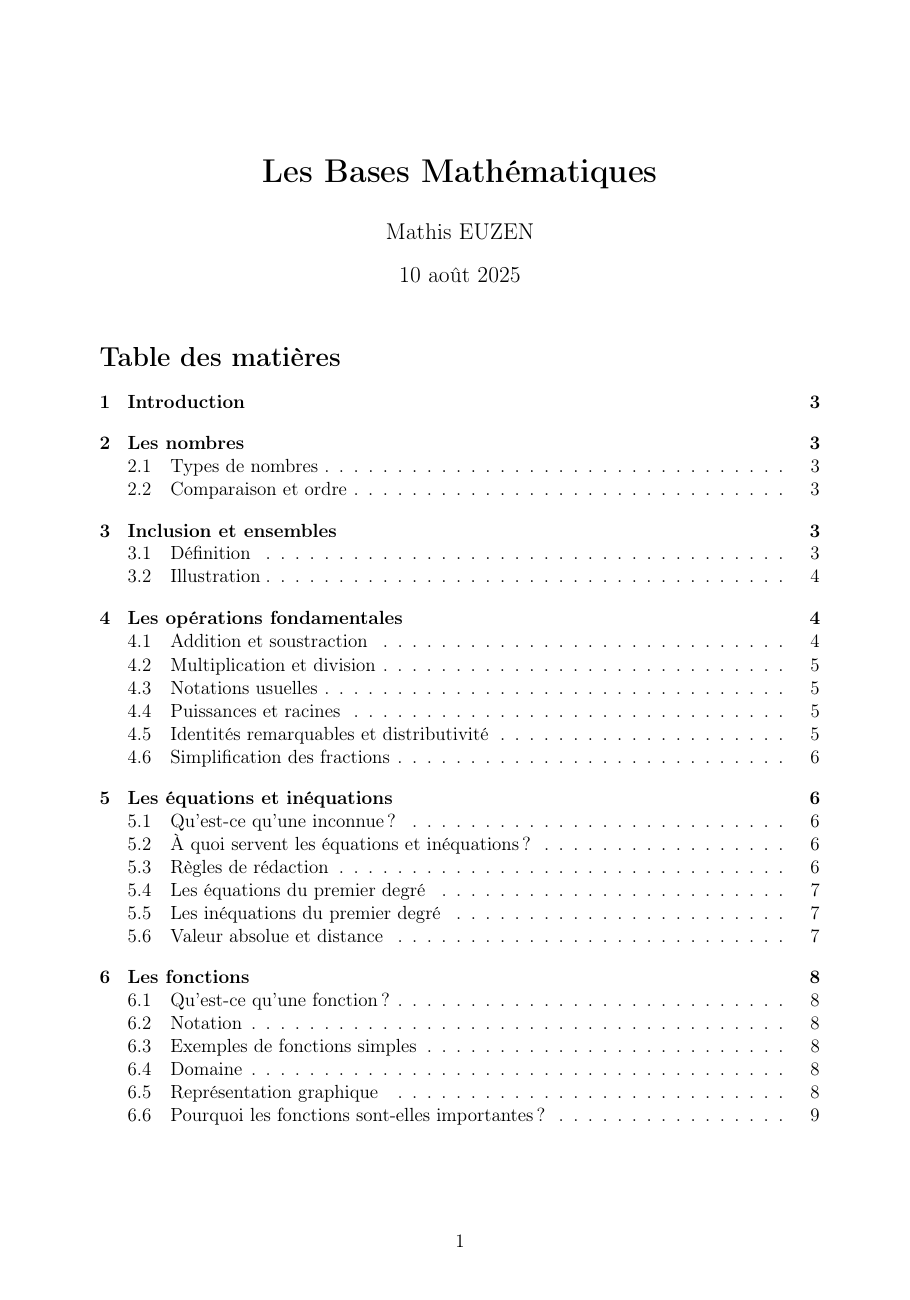 Les Bases Mathématiques
Mathis EUZEN
10 août 2025
Table des matières
1 Introduction 3
2 Les nombres 3
2.1 Types de nombres . . . . . . . . . . . . . . . . . . . . . . . . . . . . . . . . 3
2.2 Comparaison et ordre . . . . . . . . . . . . . . . . . . . . . . . . . . . . . . 3
3 Inclusion et ensembles 3
3.1 Définition . . . . . . . . . . . . . . . . . . . . . . . . . . . . . . . . . . . . 3
3.2 Illustration . . . . . . . . . . . . . . . . . . . . . . . . . . . . . . . . . . . . 4
4 Les opérations fondamentales 4
4.1 Addition et soustraction . . . . . . . . . . . . . . . . . . . . . . . . . . . . 4
4.2 Multiplication et division . . . . . . . . . . . . . . . . . . . . . . . . . . . . 5
4.3 Notations usuelles . . . . . . . . . . . . . . . . . . . . . . . . . . . . . . . . 5
4.4 Puissances et racines . . . . . . . . . . . . . . . . . . . . . . . . . . . . . . 5
4.5 Identités remarquables et distributivité . . . . . . . . . . . . . . . . . . . . 5
4.6 Simplification des fractions . . . . . . . . . . . . . . . . . . . . . . . . . . . 6
5 Les équations et inéquations 6
5.1 Qu'est-ce qu'une inconnue ? . . . . . . . . . . . . . . . . . . . . . . . . . . 6
5.2 À quoi servent les équations et inéquations ? . . . . . . . . . . . . . . . . . 6
5.3 Règles de rédaction . . . . . . . . . . . . . . . . . . . . . . . . . . . . . . . 6
5.4 Les équations du premier degré . . . . . . . . . . . . . . . . . . . . . . . . 7
5.5 Les inéquations du premier degré . . . . . . . . . . . . . . . . . . . . . . . 7
5.6 Valeur absolue et distance . . . . . . . . . . . . . . . . . . . . . . . . . . . 7
6 Les fonctions 8
6.1 Qu'est-ce qu'une fonction ? . . . . . . . . . . . . . . . . . . . . . . . . . . . 8
6.2 Notation . . . . . . . . . . . . . . . . . . . . . . . . . . . . . . . . . . . . . 8
6.3 Exemples de fonctions simples . . . . . . . . . . . . . . . . . . . . . . . . . 8
6.4 Domaine . . . . . . . . . . . . . . . . . . . . . . . . . . . . . . . . . . . . . 8
6.5 Représentation graphique . . . . . . . . . . . . . . . . . . . . . . . . . . . 8
6.6 Pourquoi les fonctions sont-elles importantes ? . . . . . . . . . . . . . . . . 9
1